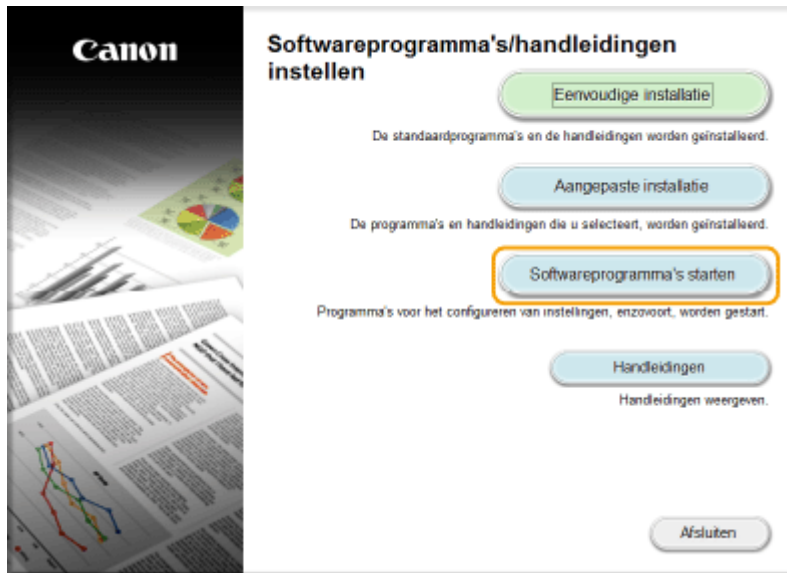 Canon
Softwareprogramma's/handleidingen
instellen
Eenvoudige installatie
De standaardprogramma's en de handleidingen worden geïnstalleerd.
Aangepaste installatie
De programma's en handleidingen die u selecteert, worden geïnstalleerd.
Softwareprogramma's starten
Programma's voor het configureren van instellingen, enzovoort, worden gestart.
Handleidingen
Handleidingen weergeven.
Afsluiten